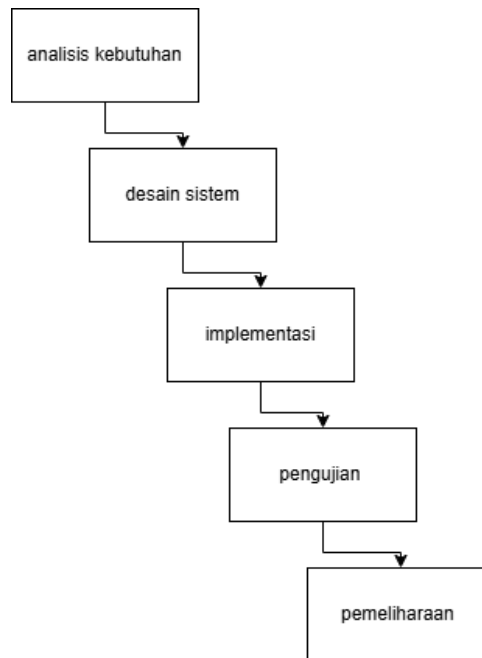 analisis kebutuhan
desain sistem
implementasi
pengujian
pemeliharaan